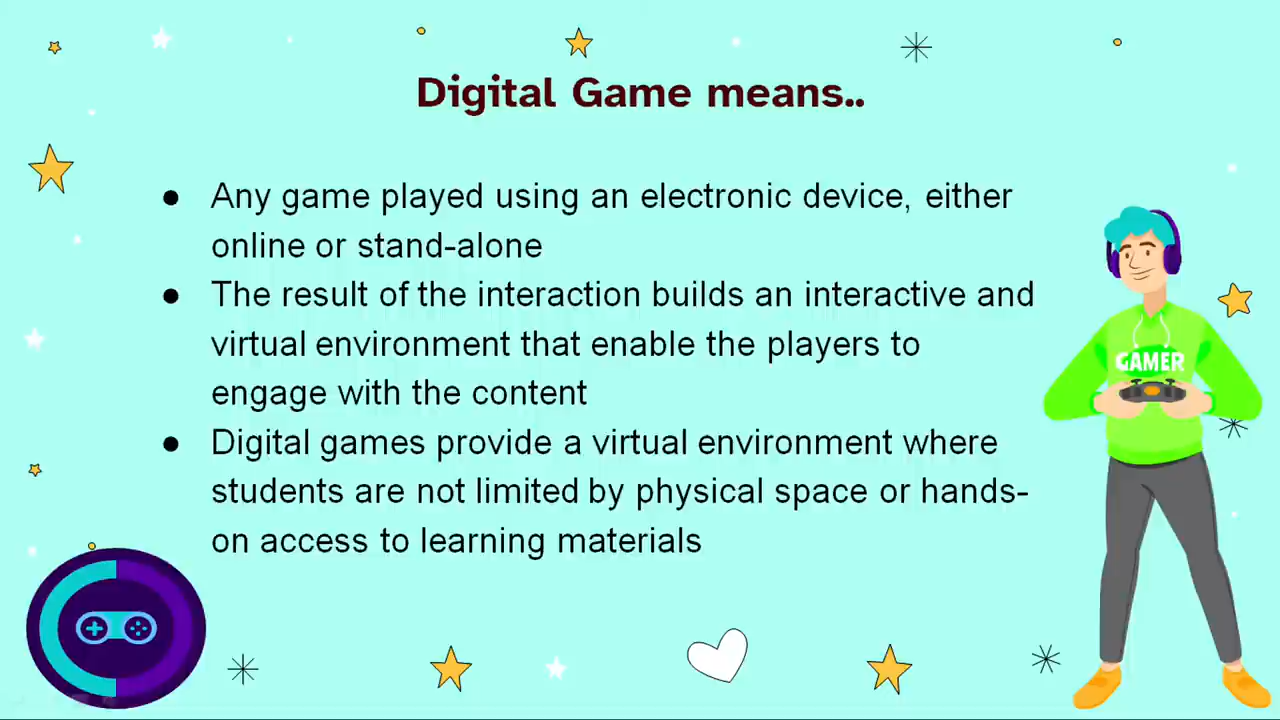 Digital Game means..
● Any game played using an electronic device, either
online or stand-alone
● The result of the interaction builds an interactive and
virtual environment that enable the players to
engage with the content
● Digital games provide a virtual environment where
students are not limited by physical space or hands-
on access to learning materials
GAMER